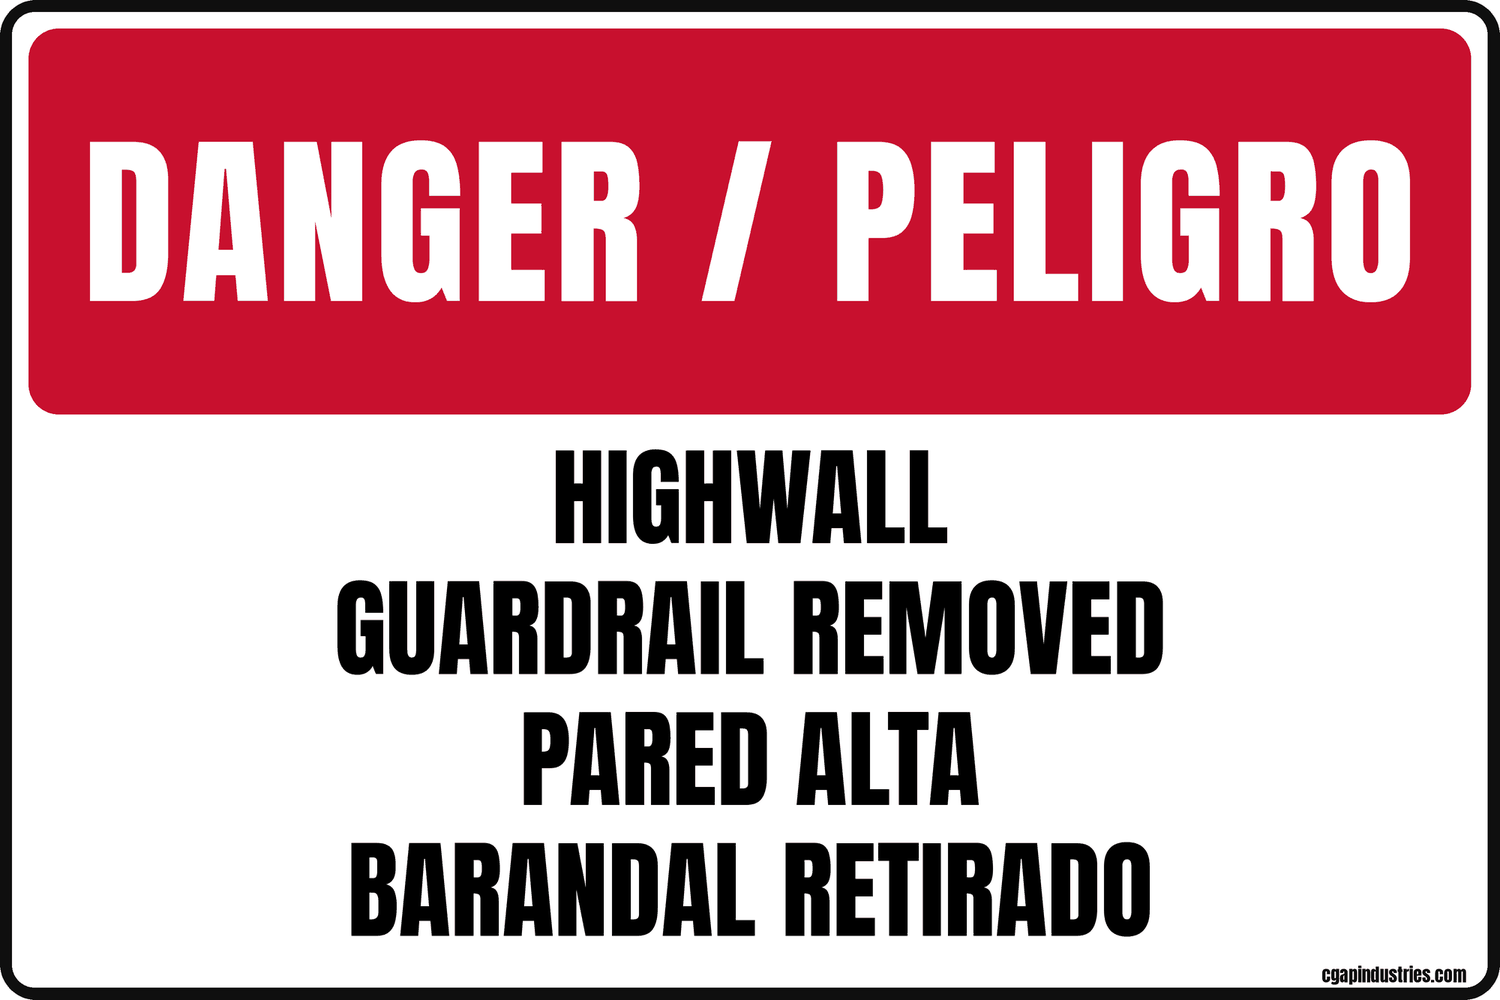 DANGER / PELIGRO
HIGHWALL
GUARDRAIL REMOVED
PARED ALTA
BARANDAL RETIRADO
cgapindustries.com